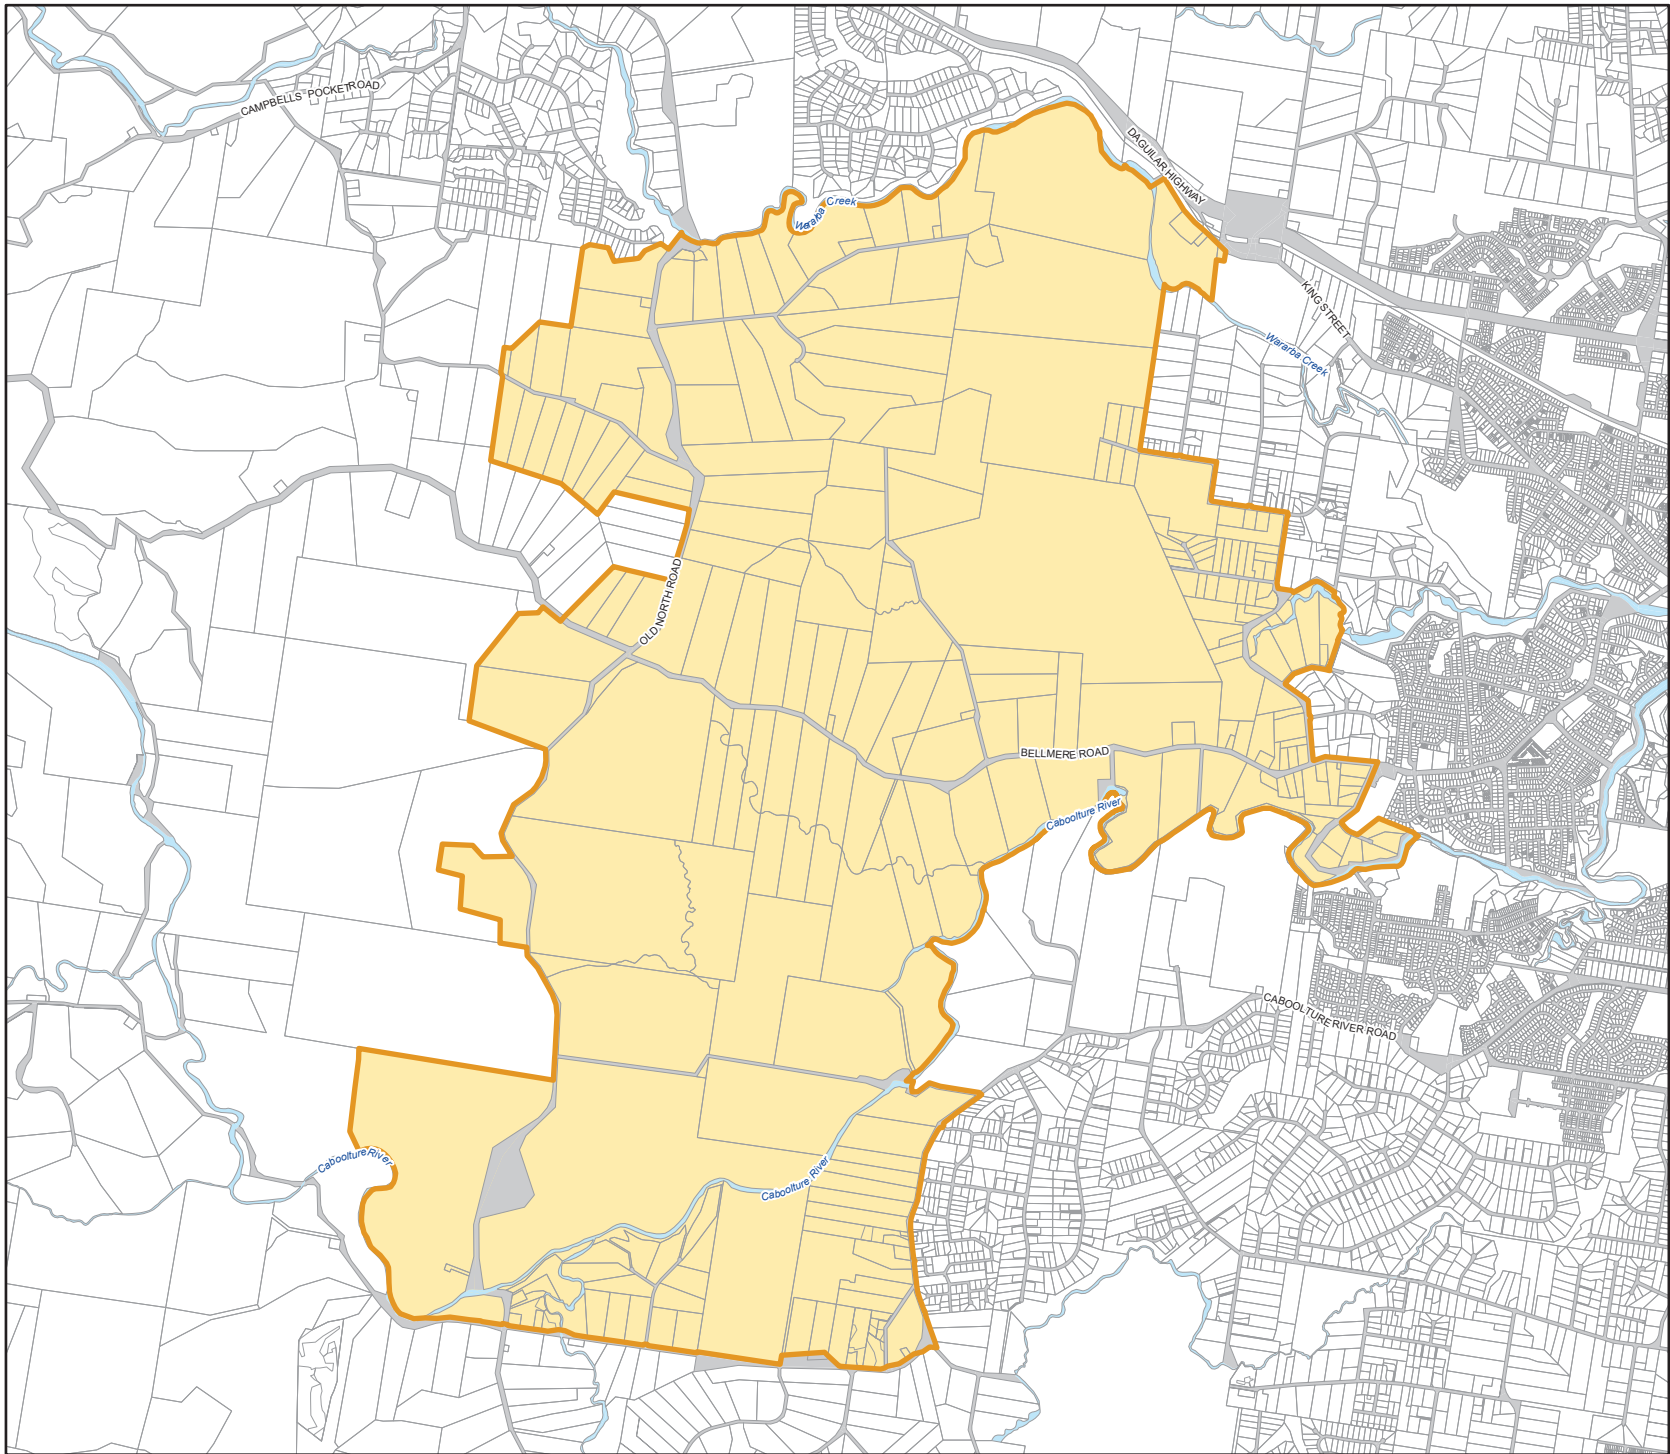 CAMPBELLS POCKET ROAD
DAGUILAR HIGHWAY
Wararba Creek
KING STREET
Wararba Creek
OLD NORTH ROAD
BELLMERE ROAD
Caboolture River
CABOOLTURE RIVER ROAD
Caboolture River
Caboolture River